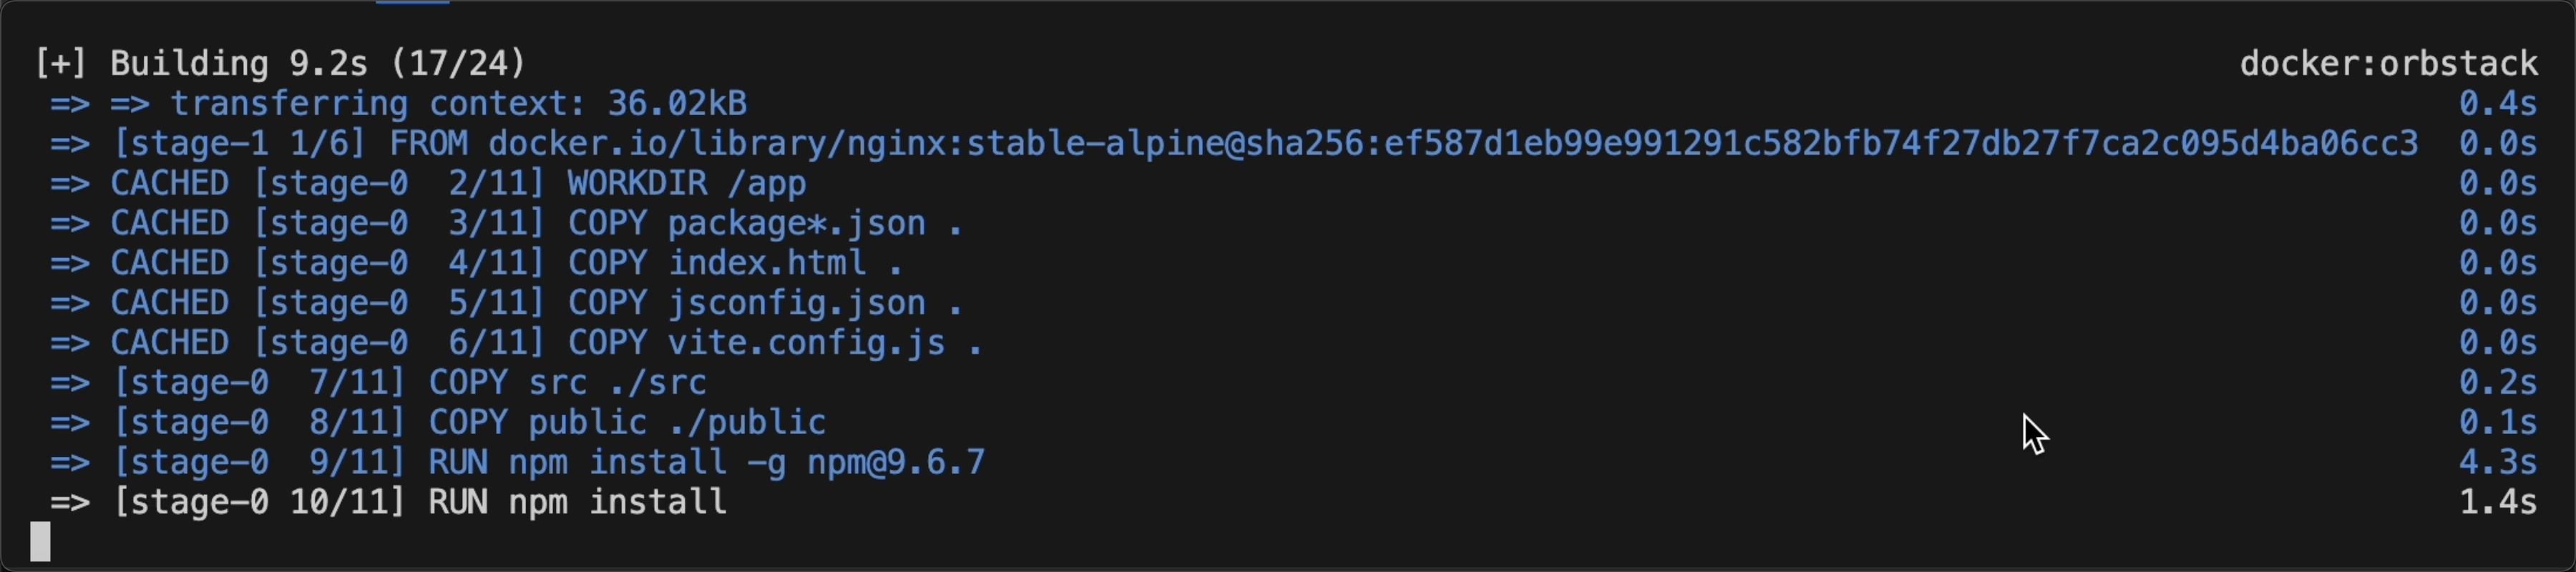 [+] Building 9.2s (17/24) docker:orbstack
=> => transferring context: 36.02kB 0.4s
=> [stage-1 1/6] FROM docker.io/library/nginx:stable-alpine@sha256:ef587d1eb99e991291c582bfb74f27db27f7ca2c095d4ba06cc3 0.0s
=> CACHED [stage-0  2/11] WORKDIR /app 0.0s
=> CACHED [stage-0  3/11] COPY package*.json . 0.0s
=> CACHED [stage-0  4/11] COPY index.html . 0.0s
=> CACHED [stage-0  5/11] COPY jsconfig.json . 0.0s
=> CACHED [stage-0  6/11] COPY vite.config.js . 0.0s
=> [stage-0  7/11] COPY src ./src 0.2s
=> [stage-0  8/11] COPY public ./public 0.1s
=> [stage-0  9/11] RUN npm install -g npm@9.6.7 4.3s
=> [stage-0 10/11] RUN npm install 1.4s